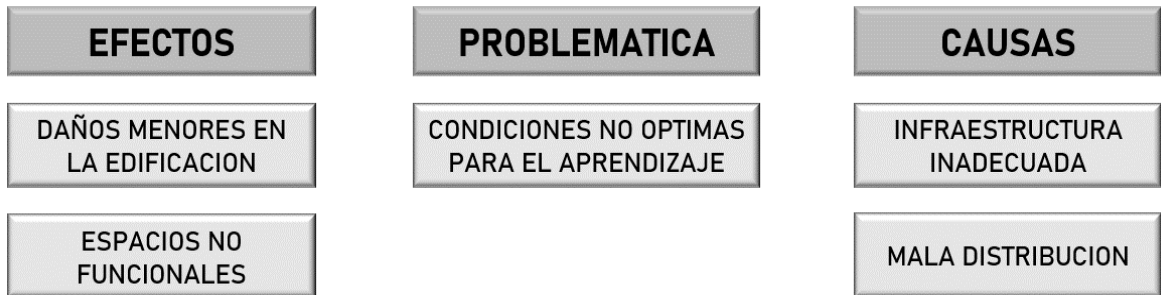 EFECTOS
PROBLEMATICA
CAUSAS
DAÑOS MENORES EN
LA EDIFICACION
CONDICIONES NO OPTIMAS
PARA EL APRENDIZAJE
INFRAESTRUCTURA
INADECUADA
ESPACIOS NO
FUNCIONALES
MALA DISTRIBUCION